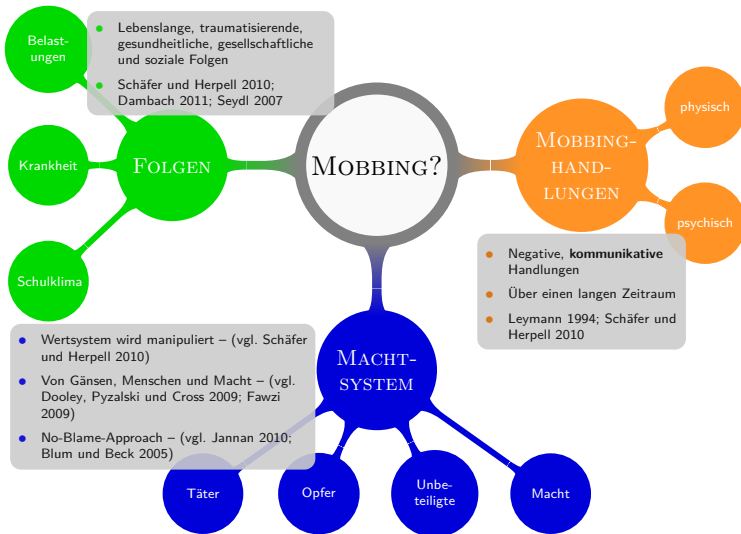 Belast-
ungen
Lebenslange, traumatisierende,
gesundheitliche, gesellschaftliche
und soziale Folgen
Schäfer und Herpell 2010;
Dambach 2011; Seydl 2007
Krankheit
FOLGEN
Schulklima
MOBBING?
MOBBING-
HAND-
LUNGEN
physisch
psychisch
Negative, kommunikative
Handlungen
Über einen langen Zeitraum
Leymann 1994; Schäfer und
Herpell 2010
Wertsystem wird manipuliert – (vgl. Schäfer
und Herpell 2010)
Von Gänsen, Menschen und Macht – (vgl.
Dooley, Pyzalski und Cross 2009; Fawzi
2009)
No-Blame-Approach – (vgl. Jannan 2010;
Blum und Beck 2005)
MACHT-
SYSTEM
Täter
Opfer
Unbe-
teiligte
Macht